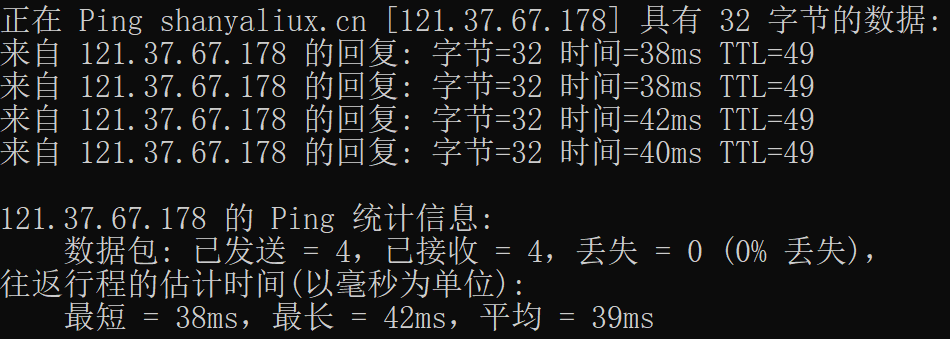 正在 Ping shanyaliux.cn [121.37.67.178] 具有 32 字节的数据:
来自 121.37.67.178 的回复: 字节=32 时间=38ms TTL=49
来自 121.37.67.178 的回复: 字节=32 时间=38ms TTL=49
来自 121.37.67.178 的回复: 字节=32 时间=42ms TTL=49
来自 121.37.67.178 的回复: 字节=32 时间=40ms TTL=49
121.37.67.178 的 Ping 统计信息:
数据包: 已发送 = 4，已接收 = 4，丢失 = 0 (0% 丢失)，
往返行程的估计时间(以毫秒为单位):
最短 = 38ms，最长 = 42ms，平均 = 39ms